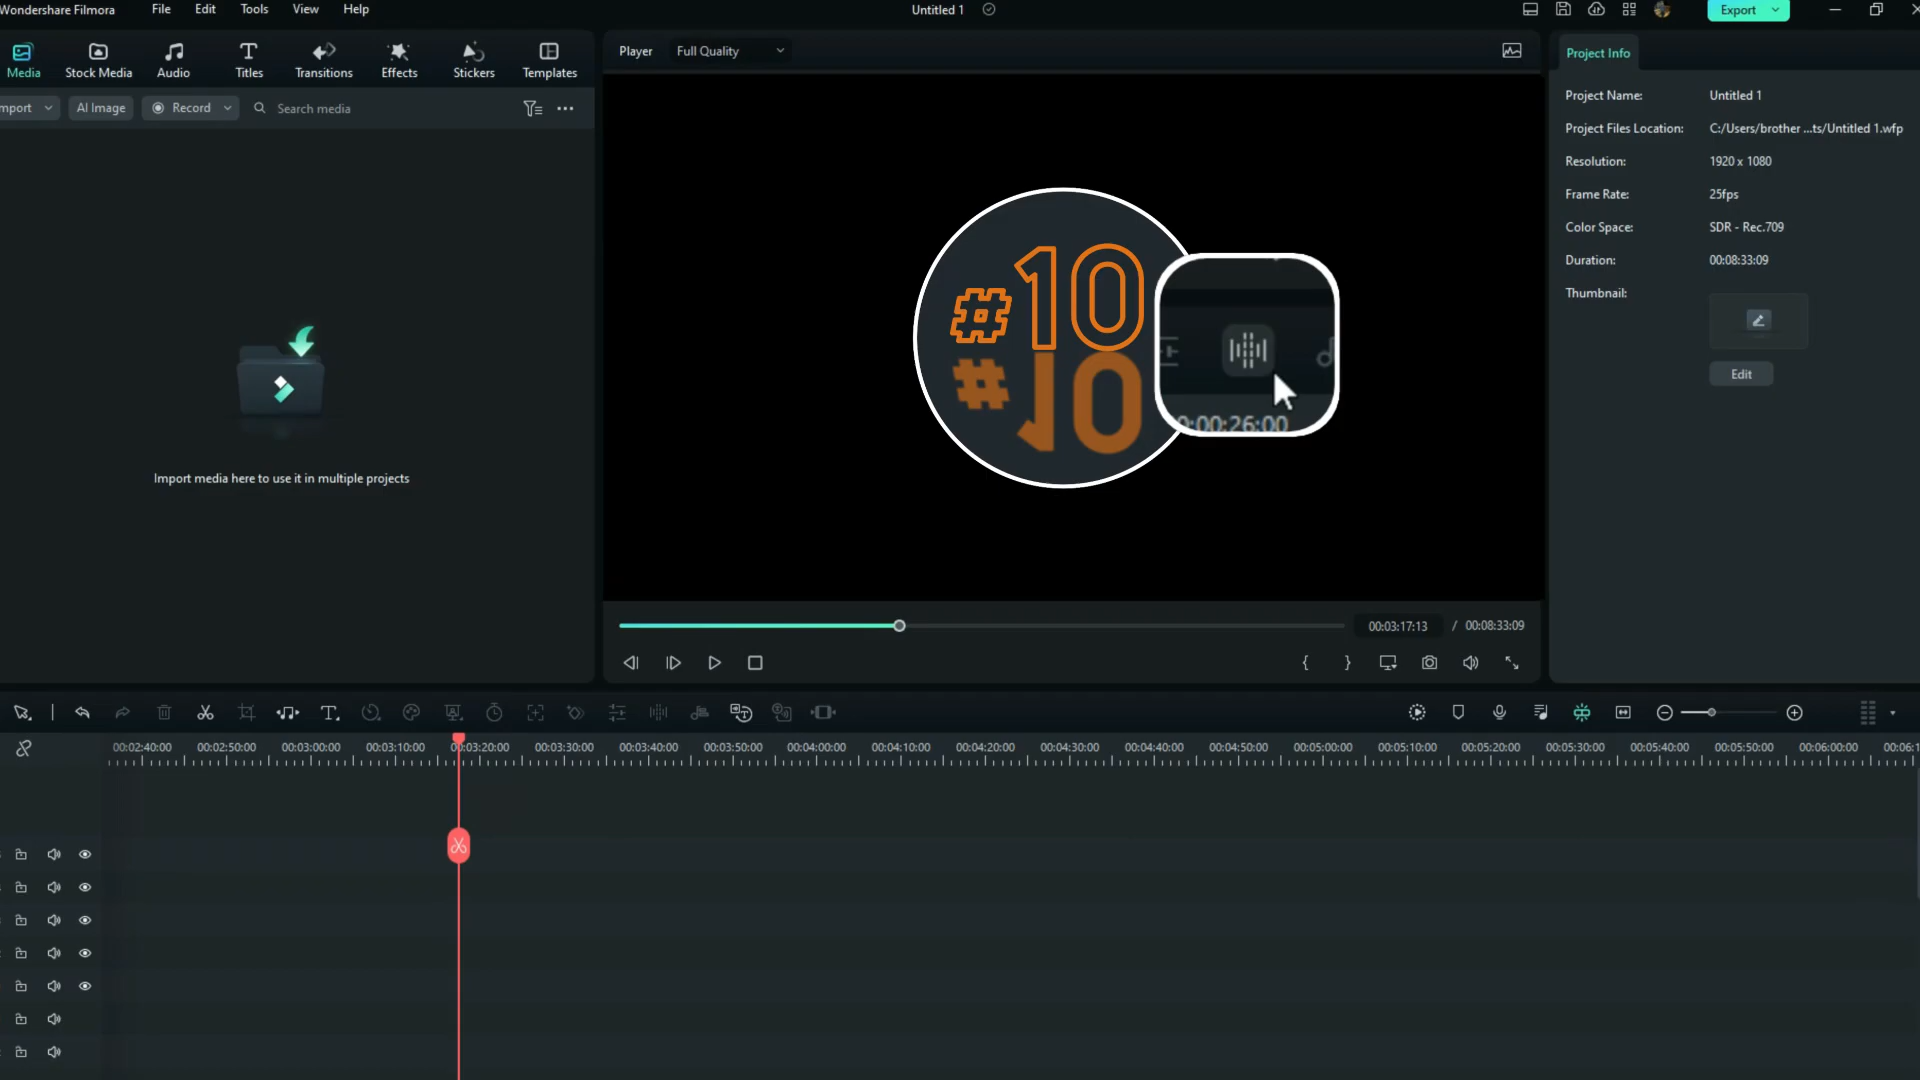 Wondershare Filmora File Edit Tools View Help Untitled 1 Export
Media Stock Media Audio Titles Transitions Effects Stickers Templates
mport AI Image Record Search media
Import media here to use it in multiple projects
Player Full Quality
#10
#10
0:00:26:00
00:03:17:13 / 00:08:33:09
Project Info
Project Name: Untitled 1
Project Files Location: C:/Users/brother ...ts/Untitled 1.wfp
Resolution: 1920 x 1080
Frame Rate: 25fps
Color Space: SDR - Rec.709
Duration: 00:08:33:09
Thumbnail:
Edit
00:02:40:00 00:02:50:00 00:03:00:00 00:03:10:00 00:03:20:00 00:03:30:00 00:03:40:00 00:03:50:00 00:04:00:00 00:04:10:00 00:04:20:00 00:04:30:00 00:04:40:00 00:04:50:00 00:05:00:00 00:05:10:00 00:05:20:00 00:05:30:00 00:05:40:00 00:05:50:00 00:06:00:00 00:06:1